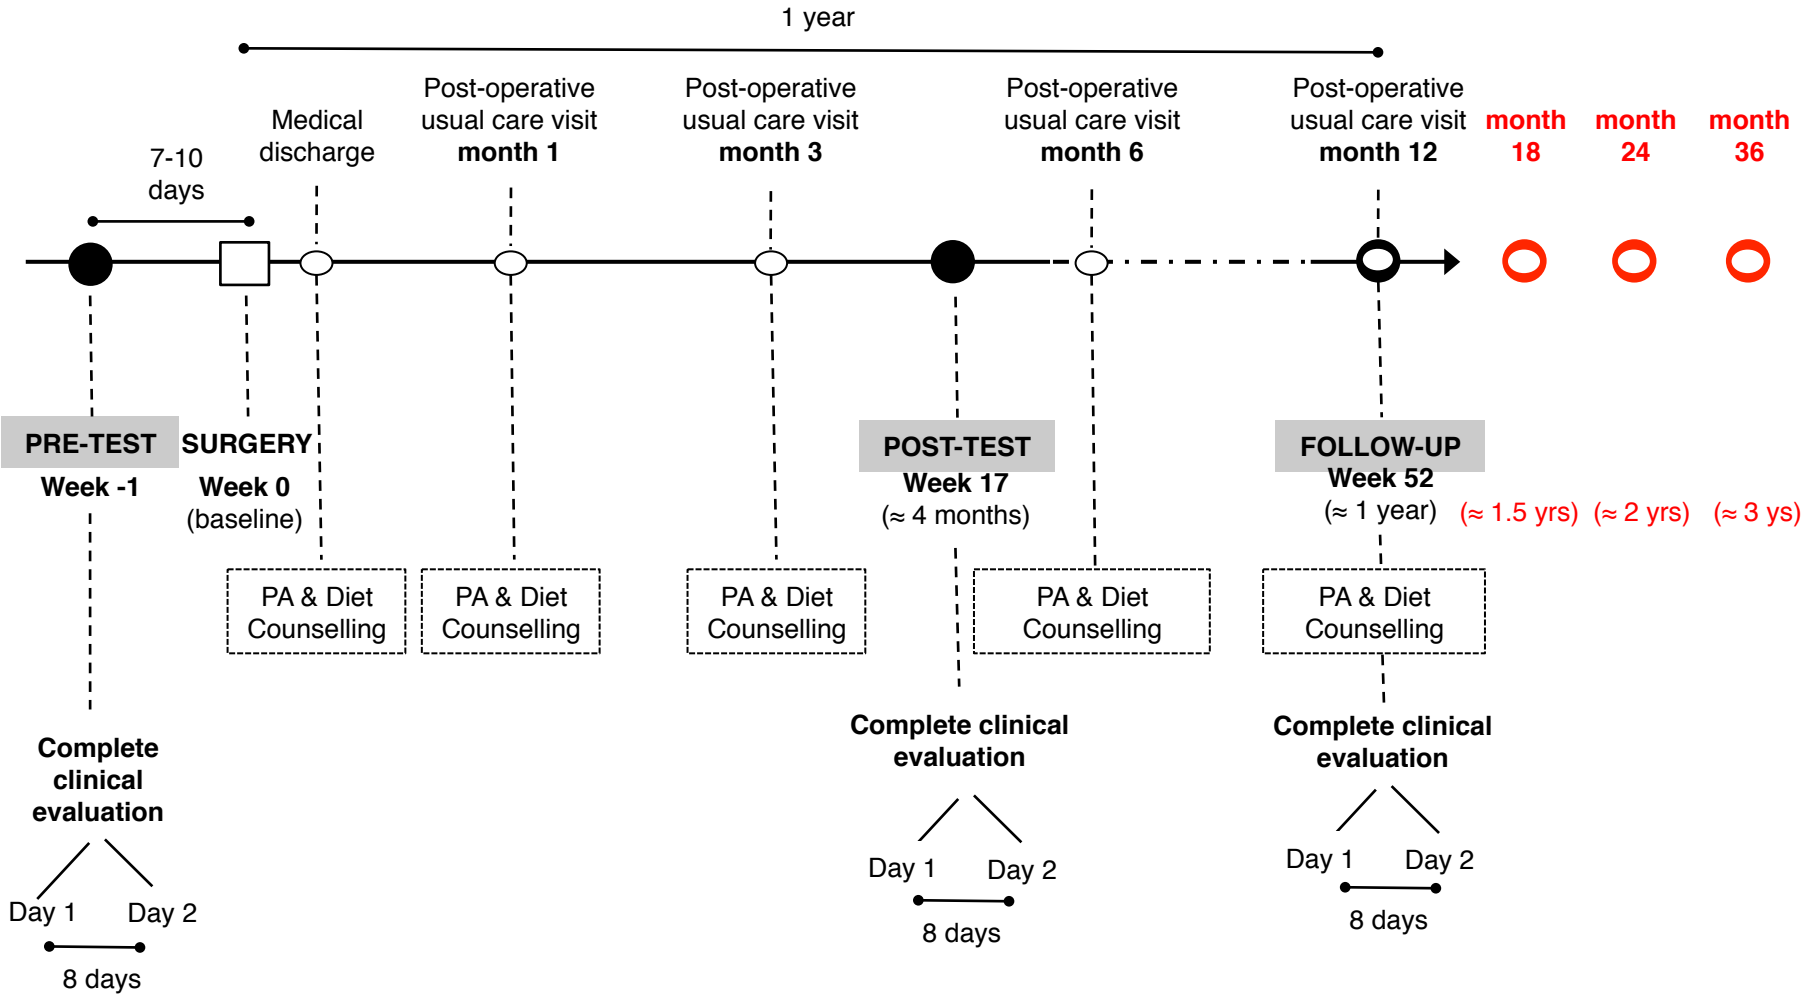 1 year
7-10
days
Medical
discharge
Post-operative
usual care visit
month 1
Post-operative
usual care visit
month 3
Post-operative
usual care visit
month 6
Post-operative
usual care visit
month 12
month
18
month
24
month
36
PRE-TEST
Week -1
SURGERY
Week 0
(baseline)
POST-TEST
Week 17
(≈ 4 months)
FOLLOW-UP
Week 52
(≈ 1 year)
(≈ 1.5 yrs)
(≈ 2 yrs)
(≈ 3 ys)
PA & Diet
Counselling
PA & Diet
Counselling
PA & Diet
Counselling
PA & Diet
Counselling
PA & Diet
Counselling
Complete
clinical
evaluation
Day 1
Day 2
8 days
Complete clinical
evaluation
Day 1
Day 2
8 days
Complete clinical
evaluation
Day 1
Day 2
8 days